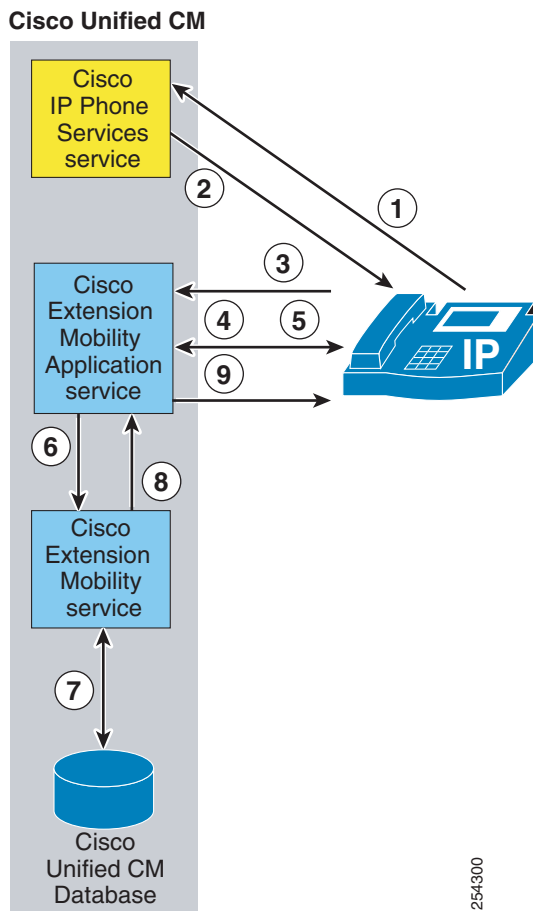 Cisco Unified CM
Cisco
IP Phone
Services
service
1
2
3
Cisco
Extension
Mobility
Application
service
4
5
IP
9
6
8
Cisco
Extension
Mobility
service
7
Cisco
Unified CM
Database
254300